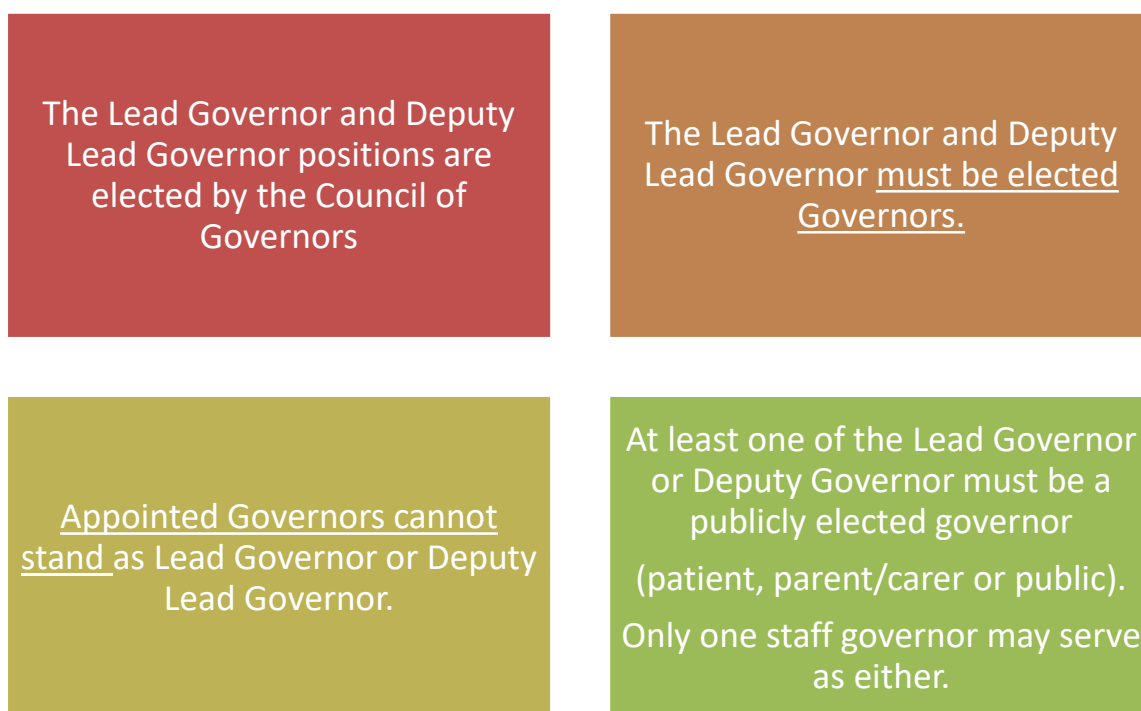 The Lead Governor and Deputy
Lead Governor positions are
elected by the Council of
Governors
The Lead Governor and Deputy
Lead Governor must be elected
Governors.
Appointed Governors cannot
stand as Lead Governor or Deputy
Lead Governor.
At least one of the Lead Governor
or Deputy Governor must be a
publicly elected governor
(patient, parent/carer or public).
Only one staff governor may serve
as either.